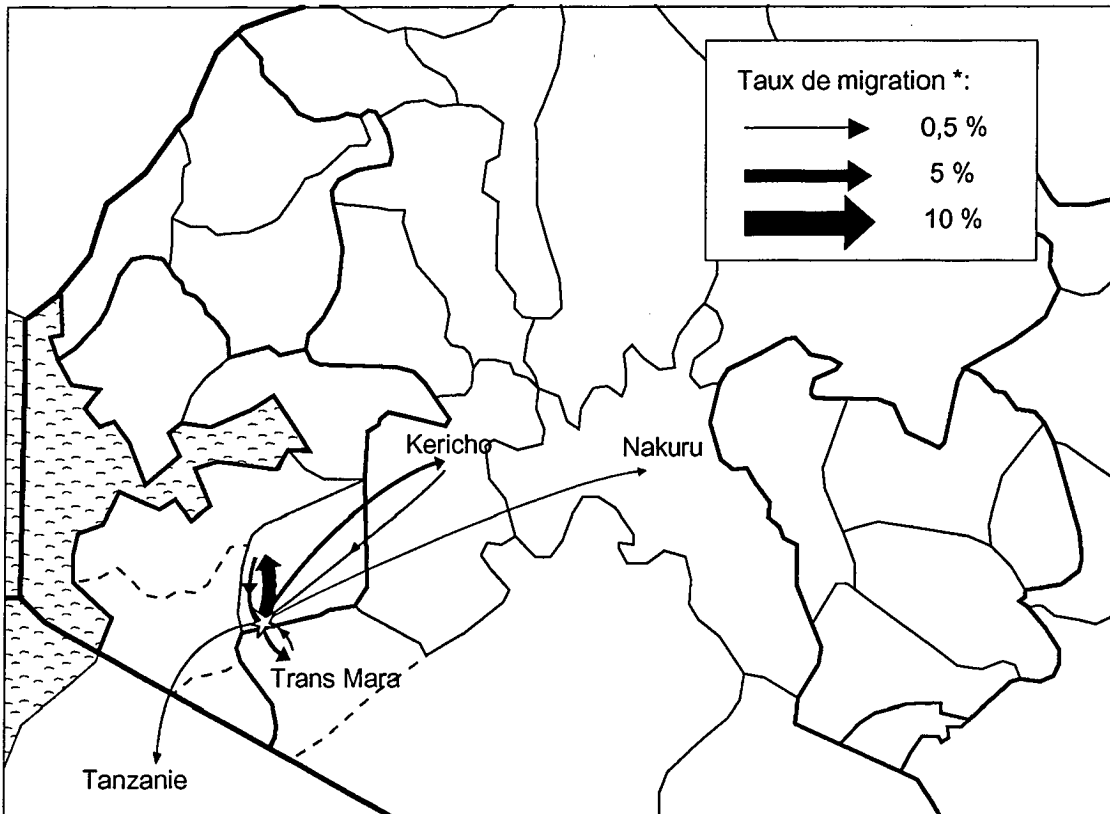 Taux de migration *:
0,5 %
5 %
10 %
Kericho
Nakuru
Trans Mara
Tanzanie